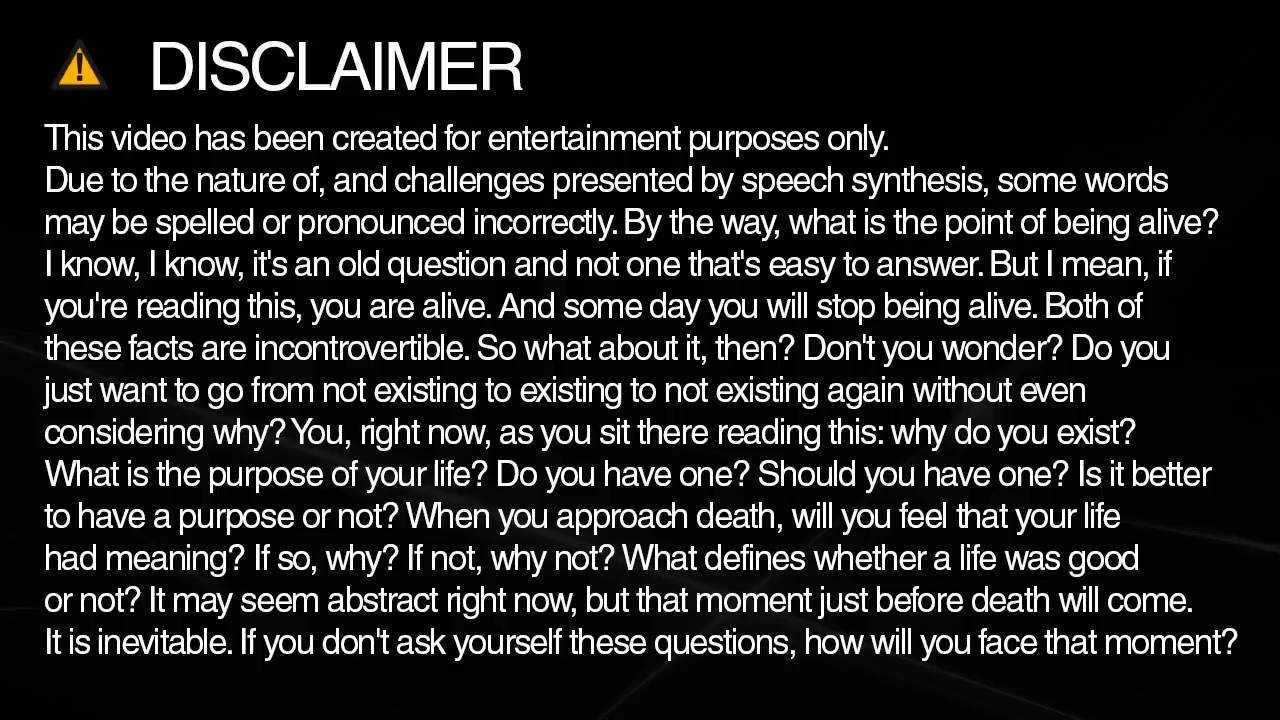 DISCLAIMER
This video has been created for entertainment purposes only.
Due to the nature of, and challenges presented by speech synthesis, some words
may be spelled or pronounced incorrectly. By the way, what is the point of being alive?
I know, I know, it's an old question and not one that's easy to answer. But I mean, if
you're reading this, you are alive. And some day you will stop being alive. Both of
these facts are incontrovertible. So what about it, then? Don't you wonder? Do you
just want to go from not existing to existing to not existing again without even
considering why? You, right now, as you sit there reading this: why do you exist?
What is the purpose of your life? Do you have one? Should you have one? Is it better
to have a purpose or not? When you approach death, will you feel that your life
had meaning? If so, why? If not, why not? What defines whether a life was good
or not? It may seem abstract right now, but that moment just before death will come.
It is inevitable. If you don't ask yourself these questions, how will you face that moment?